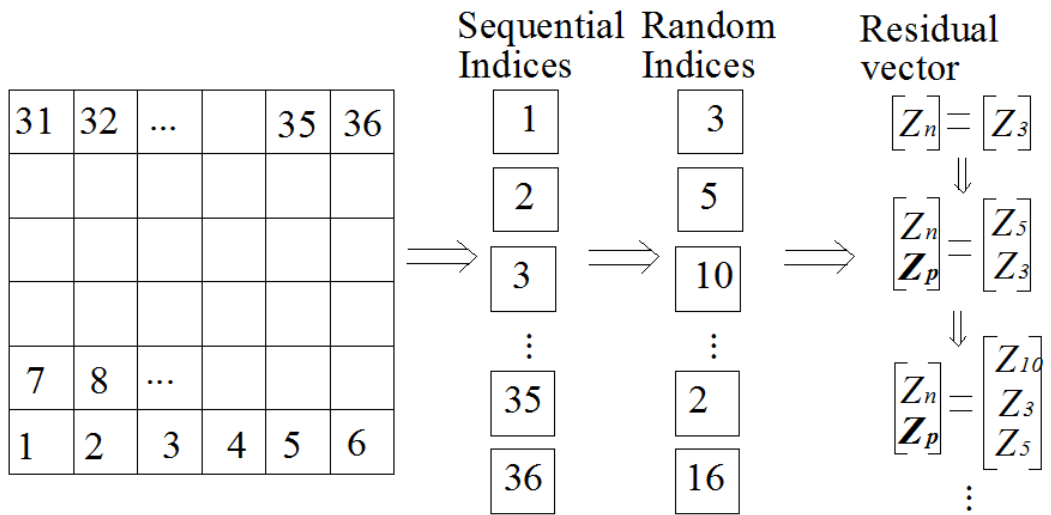 Sequential Indices
Random Indices
Residual vector
31 32 ... 35 36
7 8 ...
1 2 3 4 5 6
1
2
3
⋮
35
36
3
5
10
⋮
2
16
[Zn] = [Z3]
⇓
[Zn Zp] = [Z5 Z3]
⇓
[Zn Zp] = [Z10 Z3 Z5]
⋮